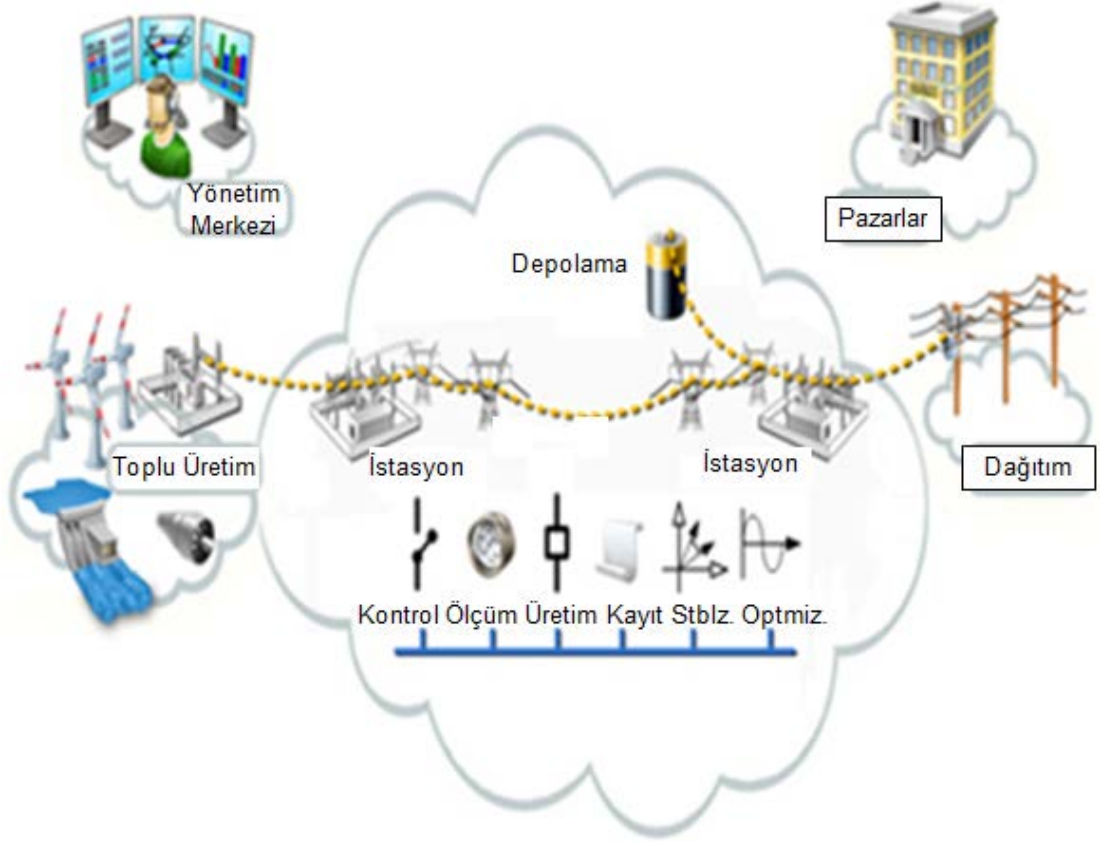 Yönetim
Merkezi
Pazarlar
Depolama
Toplu Üretim
İstasyon
İstasyon
Dağıtım
Kontrol Ölçüm Üretim Kayıt Stblz. Optmiz.